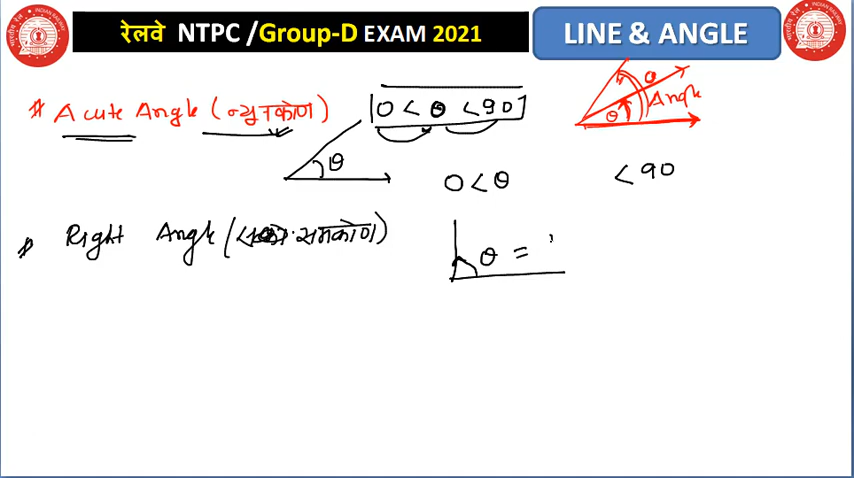 रेलवे NTPC /Group-D EXAM 2021
LINE & ANGLE
# Acute Angle (न्युनकोण) 0 < θ < 90
θ Angle
θ
0 < θ < 90
# Right Angle (समकोण) θ =